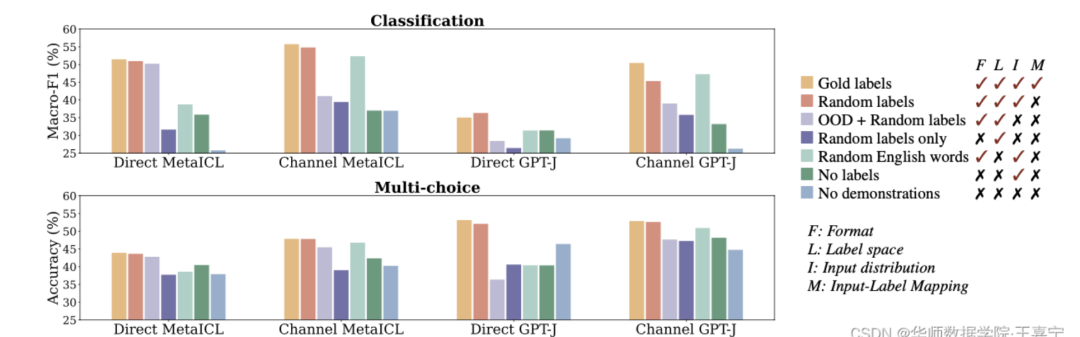 Classification
Macro-F1 (%)
60
55
50
45
40
35
30
25
Direct MetaICL
Channel MetaICL
Direct GPT-J
Channel GPT-J
Multi-choice
Accuracy (%)
60
55
50
45
40
35
30
25
Direct MetaICL
Channel MetaICL
Direct GPT-J
Channel GPT-J
F L I M
Gold labels ✓ ✓ ✓ ✓
Random labels ✓ ✓ ✓ ✗
OOD + Random labels ✓ ✓ ✗ ✗
Random labels only ✗ ✓ ✗ ✗
Random English words ✓ ✗ ✓ ✗
No labels ✗ ✗ ✓ ✗
No demonstrations ✗ ✗ ✗ ✗
F: Format
L: Label space
I: Input distribution
M: Input-Label Mapping
CSDN @华师数据学院·王嘉宁